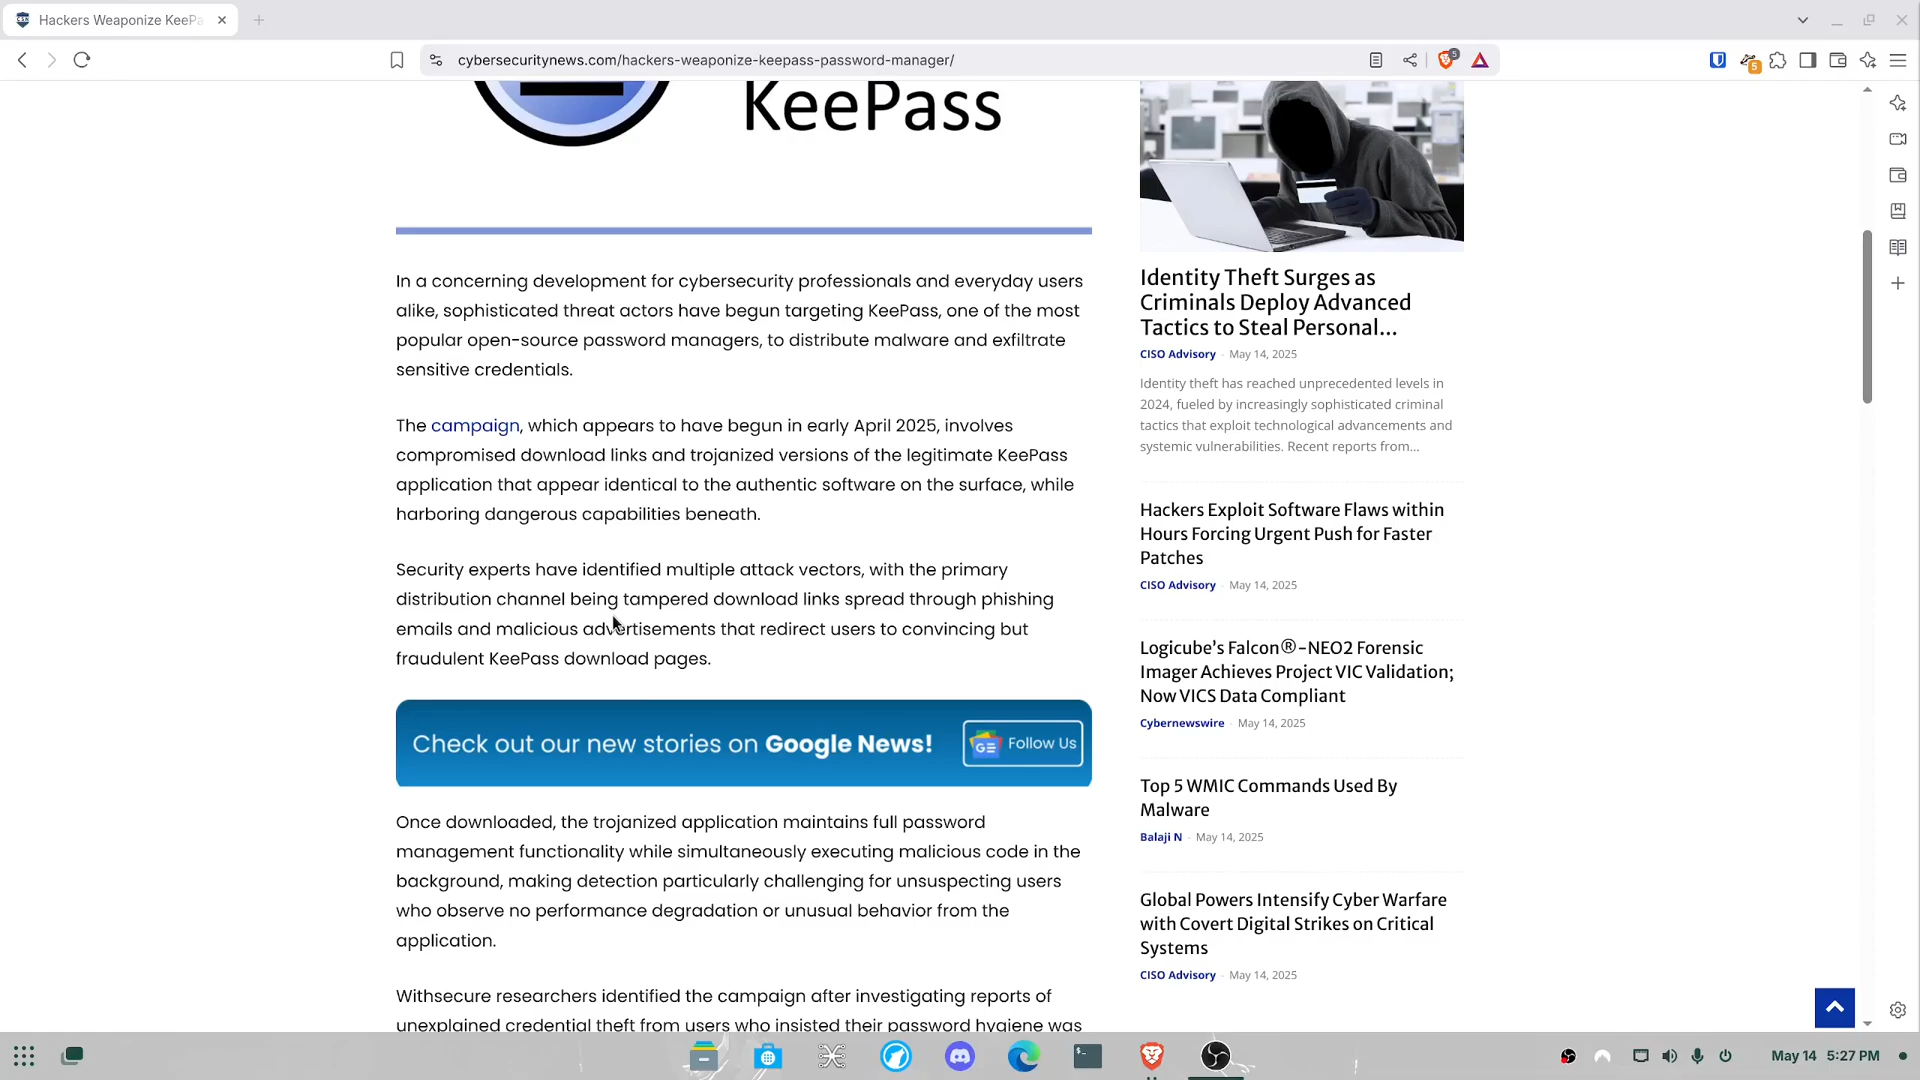 Hackers Weaponize KeePa
cybersecuritynews.com/hackers-weaponize-keepass-password-manager/
5
5
KeePass
In a concerning development for cybersecurity professionals and everyday users
alike, sophisticated threat actors have begun targeting KeePass, one of the most
popular open-source password managers, to distribute malware and exfiltrate
sensitive credentials.
The campaign, which appears to have begun in early April 2025, involves
compromised download links and trojanized versions of the legitimate KeePass
application that appear identical to the authentic software on the surface, while
harboring dangerous capabilities beneath.
Security experts have identified multiple attack vectors, with the primary
distribution channel being tampered download links spread through phishing
emails and malicious advertisements that redirect users to convincing but
fraudulent KeePass download pages.
Check out our new stories on Google News!
GE Follow Us
Once downloaded, the trojanized application maintains full password
management functionality while simultaneously executing malicious code in the
background, making detection particularly challenging for unsuspecting users
who observe no performance degradation or unusual behavior from the
application.
Withsecure researchers identified the campaign after investigating reports of
unexplained credential theft from users who insisted their password hygiene was
Identity Theft Surges as
Criminals Deploy Advanced
Tactics to Steal Personal...
CISO Advisory - May 14, 2025
Identity theft has reached unprecedented levels in
2024, fueled by increasingly sophisticated criminal
tactics that exploit technological advancements and
systemic vulnerabilities. Recent reports from...
Hackers Exploit Software Flaws within
Hours Forcing Urgent Push for Faster
Patches
CISO Advisory - May 14, 2025
Logicube's Falcon®-NEO2 Forensic
Imager Achieves Project VIC Validation;
Now VICS Data Compliant
Cybernewswire - May 14, 2025
Top 5 WMIC Commands Used By
Malware
Balaji N - May 14, 2025
Global Powers Intensify Cyber Warfare
with Covert Digital Strikes on Critical
Systems
CISO Advisory - May 14, 2025
May 14 5:27 PM